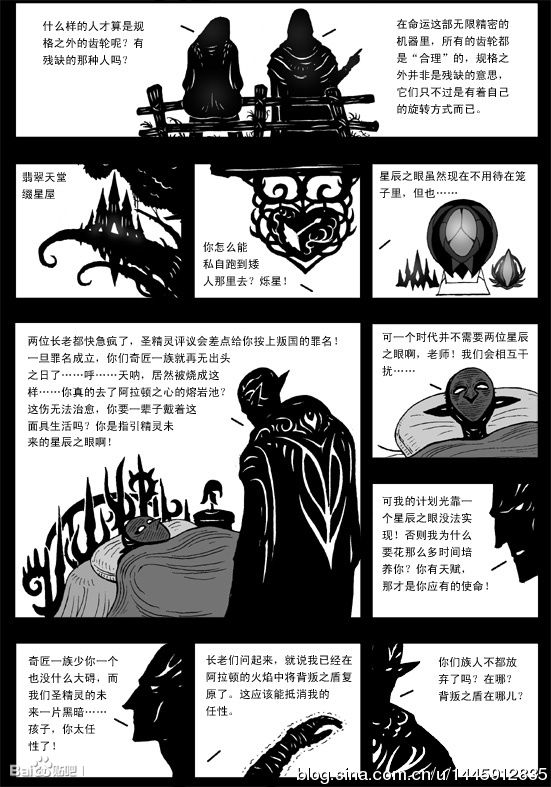 什么样的人才算是规
格之外的齿轮呢？有
残缺的那种人吗？
在命运这部无限精密的
机器里，所有的齿轮都
是“合理”的，规格之
外并非是残缺的意思，
它们只不过是有着自己
的旋转方式而已。
翡翠天堂
缀星屋
你怎么能
私自跑到矮
人那里去？烁星！
星辰之眼虽然现在不用待在笼
子里，但也……
两位长老都快急疯了，圣精灵评议会差点给你按上叛国的罪名！
一旦罪名成立，你们奇匠一族就再无出头
之日了……呼……天呐，居然被烧成这
样……你真的去了阿拉顿之心的熔岩池？
这伤无法治愈，你要一辈子戴着这
面具生活吗？你是指引精灵未
来的星辰之眼啊！
可一个时代并不需要两位星辰
之眼啊，老师！我们会相互干
扰……
可我的计划光靠一
个星辰之眼没法实
现！否则我为什么
要花那么多时间培
养你？你有天赋，
那才是你应有的使命！
奇匠一族少你一个
也没什么大碍，而
我们圣精灵的未
来一片黑暗……
孩子，你太任
性了！
长老们问起来，就说我已经在
阿拉顿的火焰中将背叛之盾复
原了。这应该能抵消我的
任性。
你们族人不都放
弃了吗？在哪？
背叛之盾在哪儿？
Bai百度贴吧
blog.sina.com.cn/u/1445912835